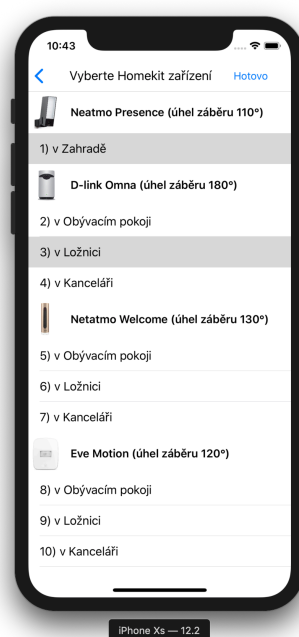 10:43
Vyberte Homekit zařízení
Hotovo
Neatmo Presence (úhel záběru 110°)
1) v Zahradě
D-link Omna (úhel záběru 180°)
2) v Obývacím pokoji
3) v Ložnici
4) v Kanceláři
Netatmo Welcome (úhel záběru 130°)
5) v Obývacím pokoji
6) v Ložnici
7) v Kanceláři
Eve Motion (úhel záběru 120°)
8) v Obývacím pokoji
9) v Ložnici
10) v Kanceláři
iPhone Xs — 12.2